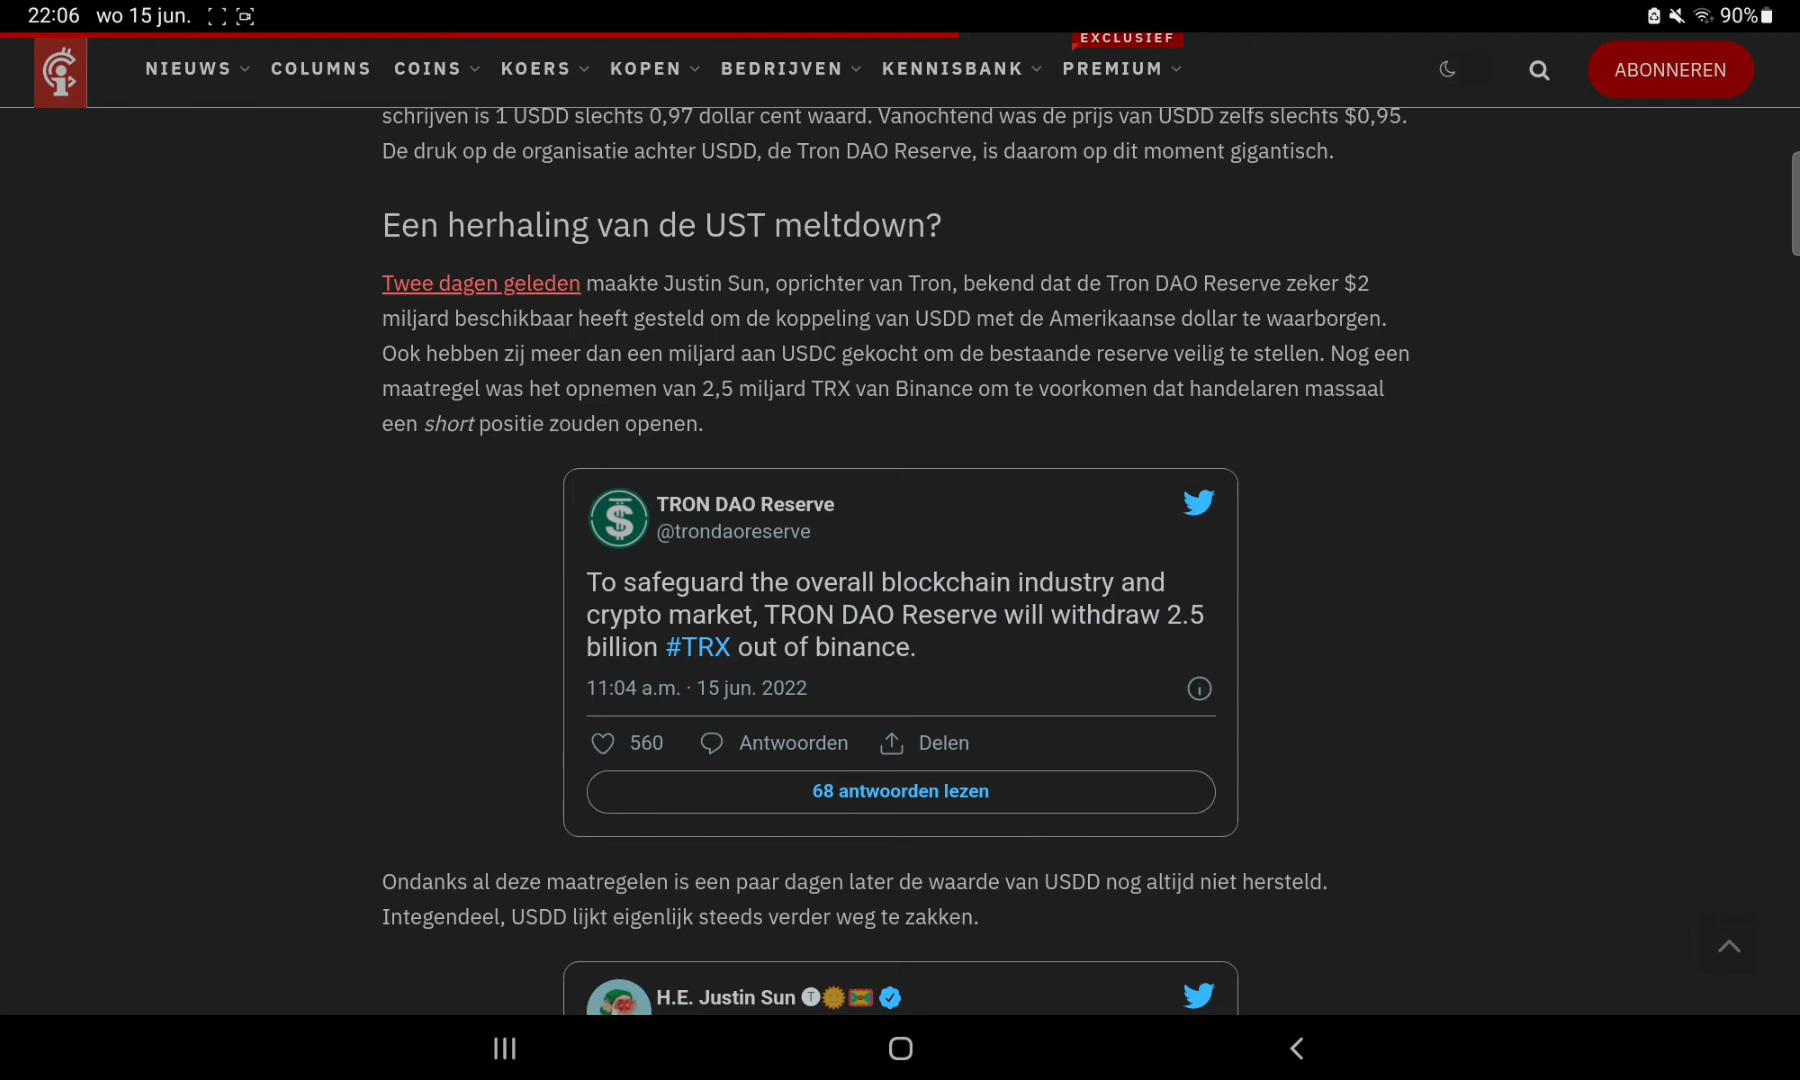 22:06 wo 15 jun. 90%
EXCLUSIEF
NIEUWS COLUMNS COINS KOERS KOPEN BEDRIJVEN KENNISBANK PREMIUM ABONNEREN
schrijven is 1 USDD slechts 0,97 dollar cent waard. Vanochtend was de prijs van USDD zelfs slechts $0,95.
De druk op de organisatie achter USDD, de Tron DAO Reserve, is daarom op dit moment gigantisch.
Een herhaling van de UST meltdown?
Twee dagen geleden maakte Justin Sun, oprichter van Tron, bekend dat de Tron DAO Reserve zeker $2
miljard beschikbaar heeft gesteld om de koppeling van USDD met de Amerikaanse dollar te waarborgen.
Ook hebben zij meer dan een miljard aan USDC gekocht om de bestaande reserve veilig te stellen. Nog een
maatregel was het opnemen van 2,5 miljard TRX van Binance om te voorkomen dat handelaren massaal
een short positie zouden openen.
TRON DAO Reserve
@trondaoreserve
To safeguard the overall blockchain industry and
crypto market, TRON DAO Reserve will withdraw 2.5
billion #TRX out of binance.
11:04 a.m. · 15 jun. 2022
560 Antwoorden Delen
68 antwoorden lezen
Ondanks al deze maatregelen is een paar dagen later de waarde van USDD nog altijd niet hersteld.
Integendeel, USDD lijkt eigenlijk steeds verder weg te zakken.
H.E. Justin Sun